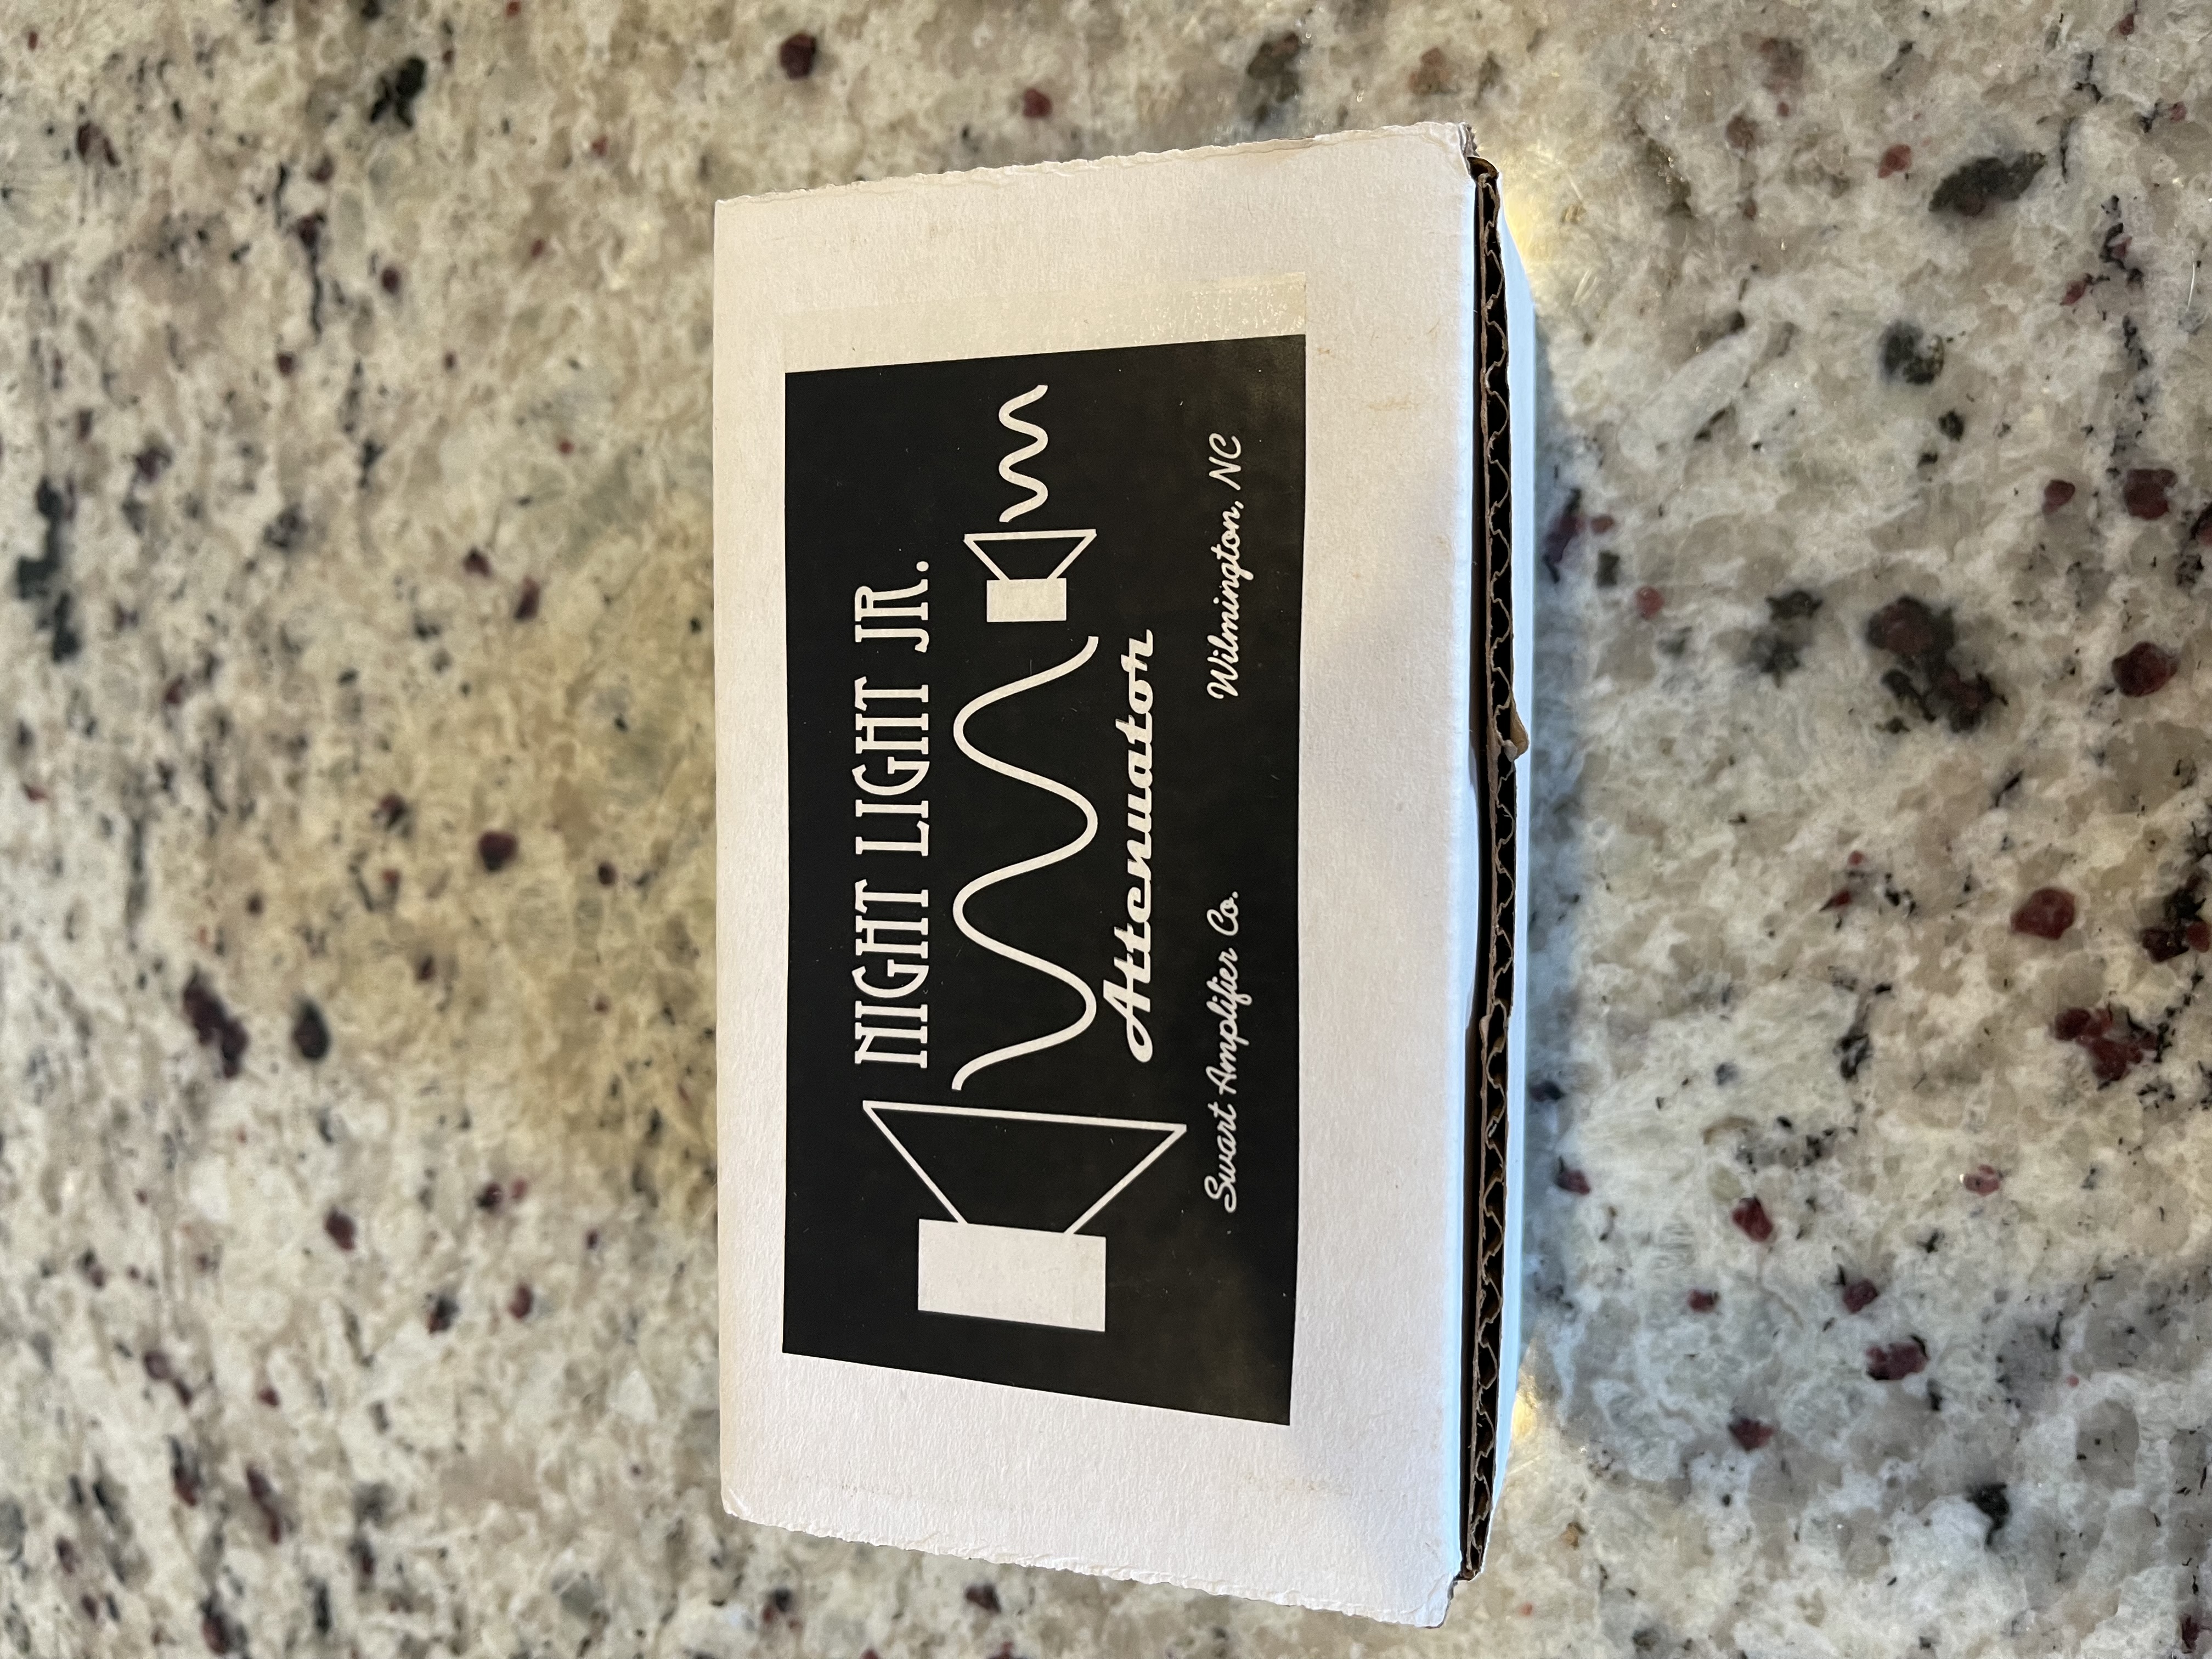 NIGHT LIGHT JR.
Attenuator
Swart Amplifier Co. Wilmington, NC